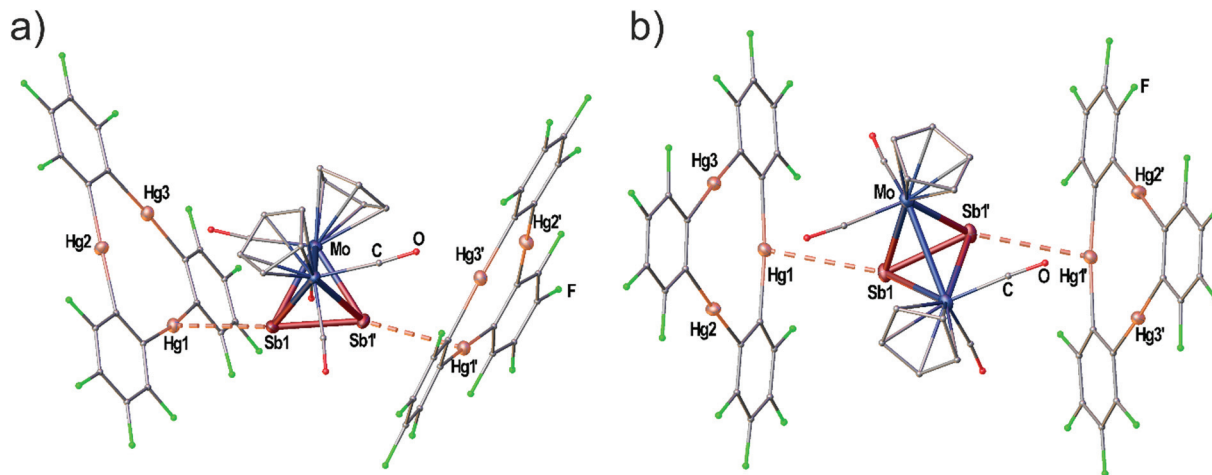 a)
Hg3
Hg2
Hg1
Mo
C
O
Sb1
Sb1'
Hg3'
Hg2'
F
Hg1'
b)
Hg3
Hg1
Hg2
Mo
Sb1'
Sb1
C
O
F
Hg2'
Hg1'
Hg3'